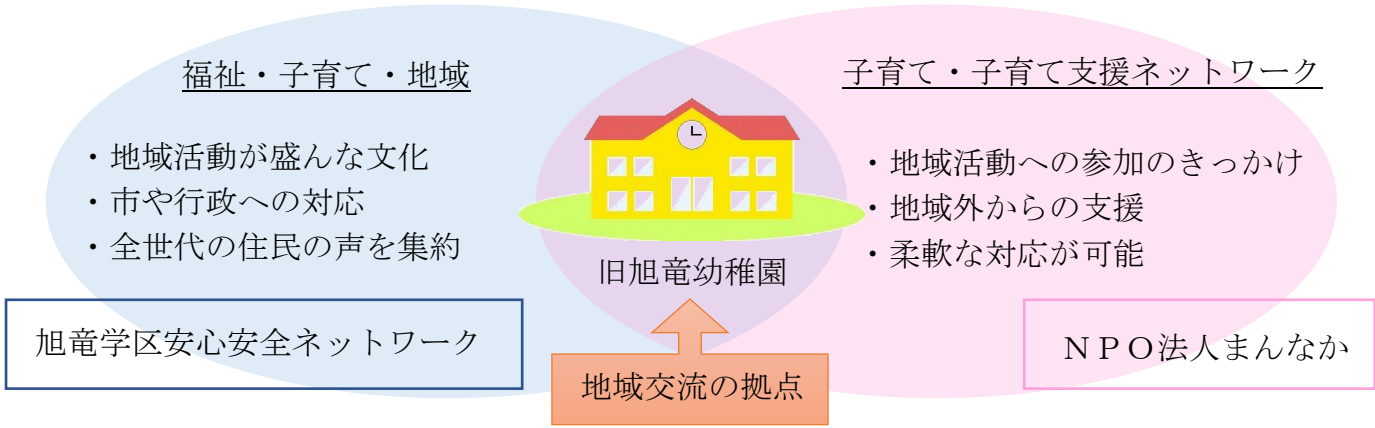 福祉・子育て・地域
・地域活動が盛んな文化
・市や行政への対応
・全世代の住民の声を集約
旭竜学区安心安全ネットワーク
子育て・子育て支援ネットワーク
・地域活動への参加のきっかけ
・地域外からの支援
・柔軟な対応が可能
ＮＰＯ法人まんなか
旧旭竜幼稚園
地域交流の拠点